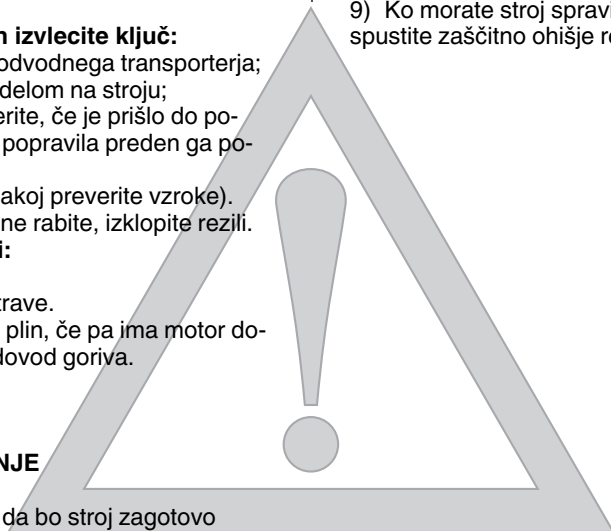 n izvlecite ključ:
odvodnega transporterja;
delom na stroju;
erite, če je prišlo do po-
popravila preden ga po-
akoj preverite vzroke).
ne rabite, izklopite rezili.
i:
trave.
plin, če pa ima motor do-
dovod goriva.
NJE
da bo stroj zagotovo
9) Ko morate stroj spravi
spustite zaščitno ohišje r